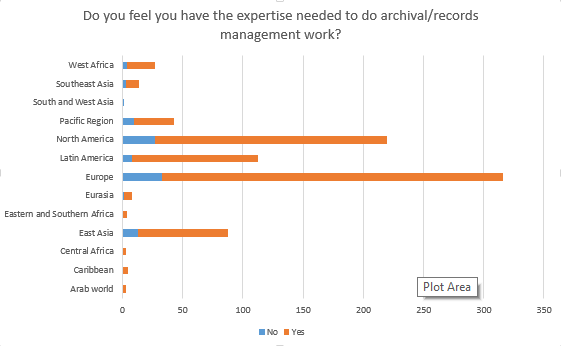 Do you feel you have the expertise needed to do archival/records
management work?
West Africa
Southeast Asia
South and West Asia
Pacific Region
North America
Latin America
Europe
Eurasia
Eastern and Southern Africa
East Asia
Central Africa
Caribbean
Arab world
Plot Area
0 50 100 150 200 250 300 350
No Yes